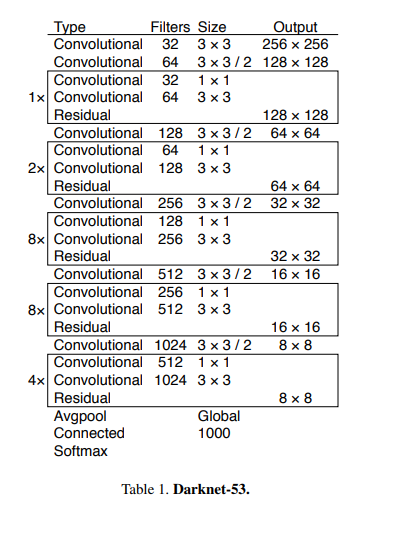 Type Filters Size Output
Convolutional 32 3 × 3 256 × 256
Convolutional 64 3 × 3 / 2 128 × 128
Convolutional 32 1 × 1
1× Convolutional 64 3 × 3
Residual 128 × 128
Convolutional 128 3 × 3 / 2 64 × 64
Convolutional 64 1 × 1
2× Convolutional 128 3 × 3
Residual 64 × 64
Convolutional 256 3 × 3 / 2 32 × 32
Convolutional 128 1 × 1
8× Convolutional 256 3 × 3
Residual 32 × 32
Convolutional 512 3 × 3 / 2 16 × 16
Convolutional 256 1 × 1
8× Convolutional 512 3 × 3
Residual 16 × 16
Convolutional 1024 3 × 3 / 2 8 × 8
Convolutional 512 1 × 1
4× Convolutional 1024 3 × 3
Residual 8 × 8
Avgpool Global
Connected 1000
Softmax
Table 1. Darknet-53.